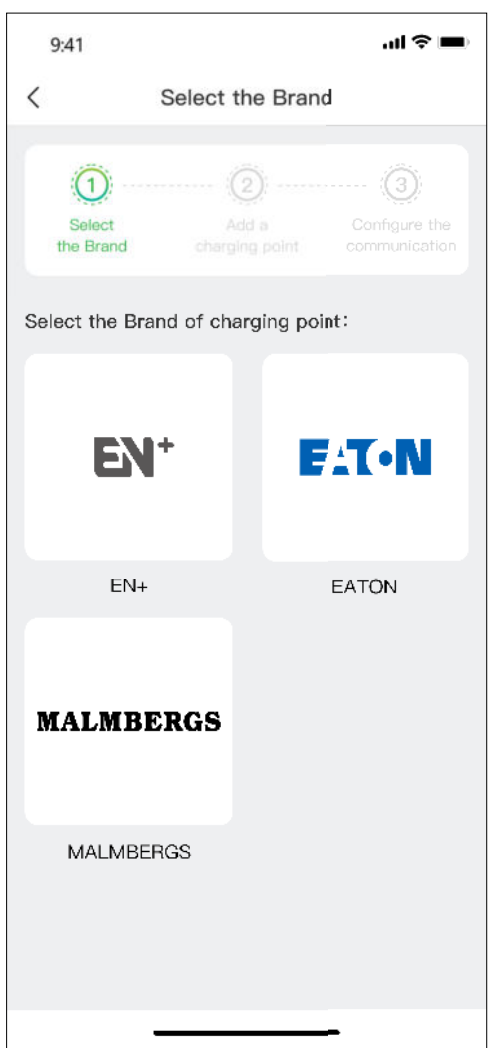 9:41
Select the Brand
1
2
3
Select
the Brand
Add a
charging point
Configure the
communication
Select the Brand of charging point:
EN+
EATON
EN+
EATON
MALMBERGS
MALMBERGS